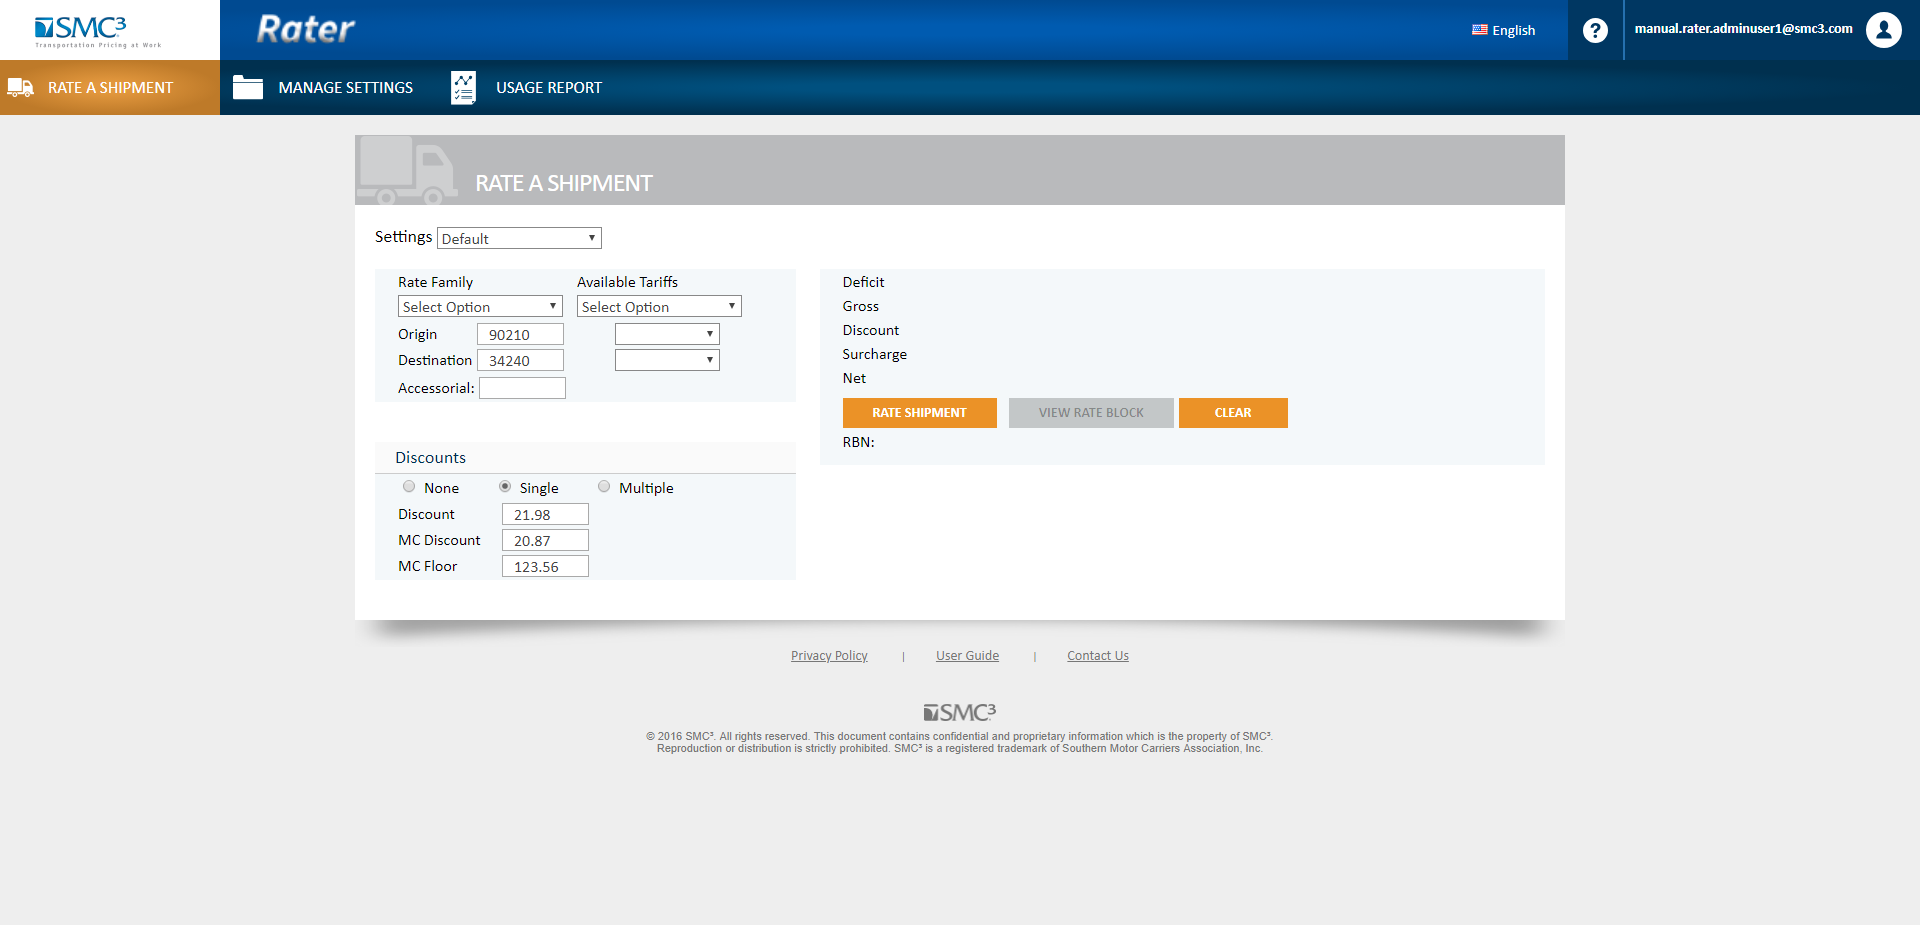 SMC³
Transportation Pricing at Work
Rater
English
?
manual.rater.adminuser1@smc3.com
RATE A SHIPMENT
MANAGE SETTINGS
USAGE REPORT
RATE A SHIPMENT
Settings Default
Rate Family Available Tariffs
Select Option Select Option
Origin 90210
Destination 34240
Accessorial:
Deficit
Gross
Discount
Surcharge
Net
RATE SHIPMENT VIEW RATE BLOCK CLEAR
RBN:
Discounts
None Single Multiple
Discount 21.98
MC Discount 20.87
MC Floor 123.56
Privacy Policy | User Guide | Contact Us
SMC³
© 2016 SMC³. All rights reserved. This document contains confidential and proprietary information which is the property of SMC³.
Reproduction or distribution is strictly prohibited. SMC³ is a registered trademark of Southern Motor Carriers Association, Inc.